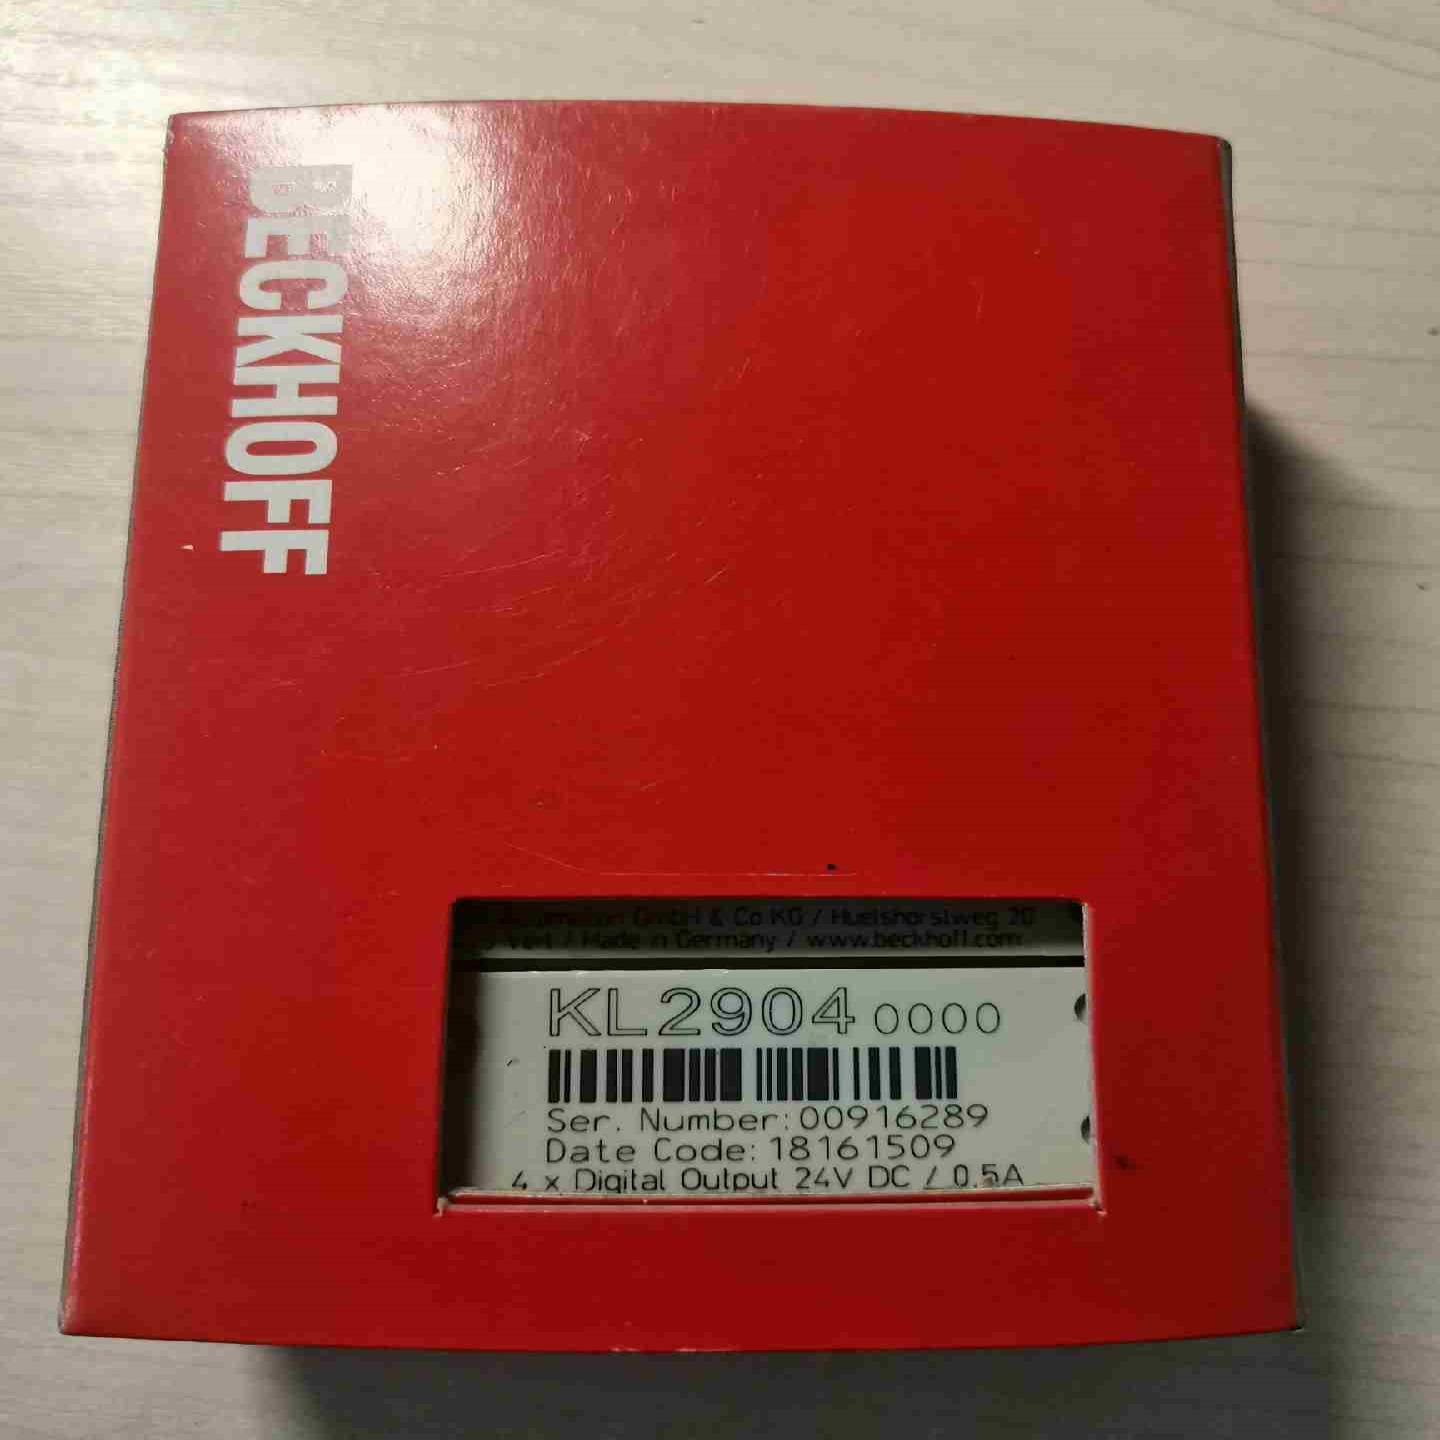 BECKHOFF
Automation GmbH & Co KG / Huelshorstweg 20
Verl / Made in Germany / www.beckhoff.com
KL2904 0000
Ser. Number:00916289
Date Code:18161509
4 x Digital Output 24V DC / 0.5A